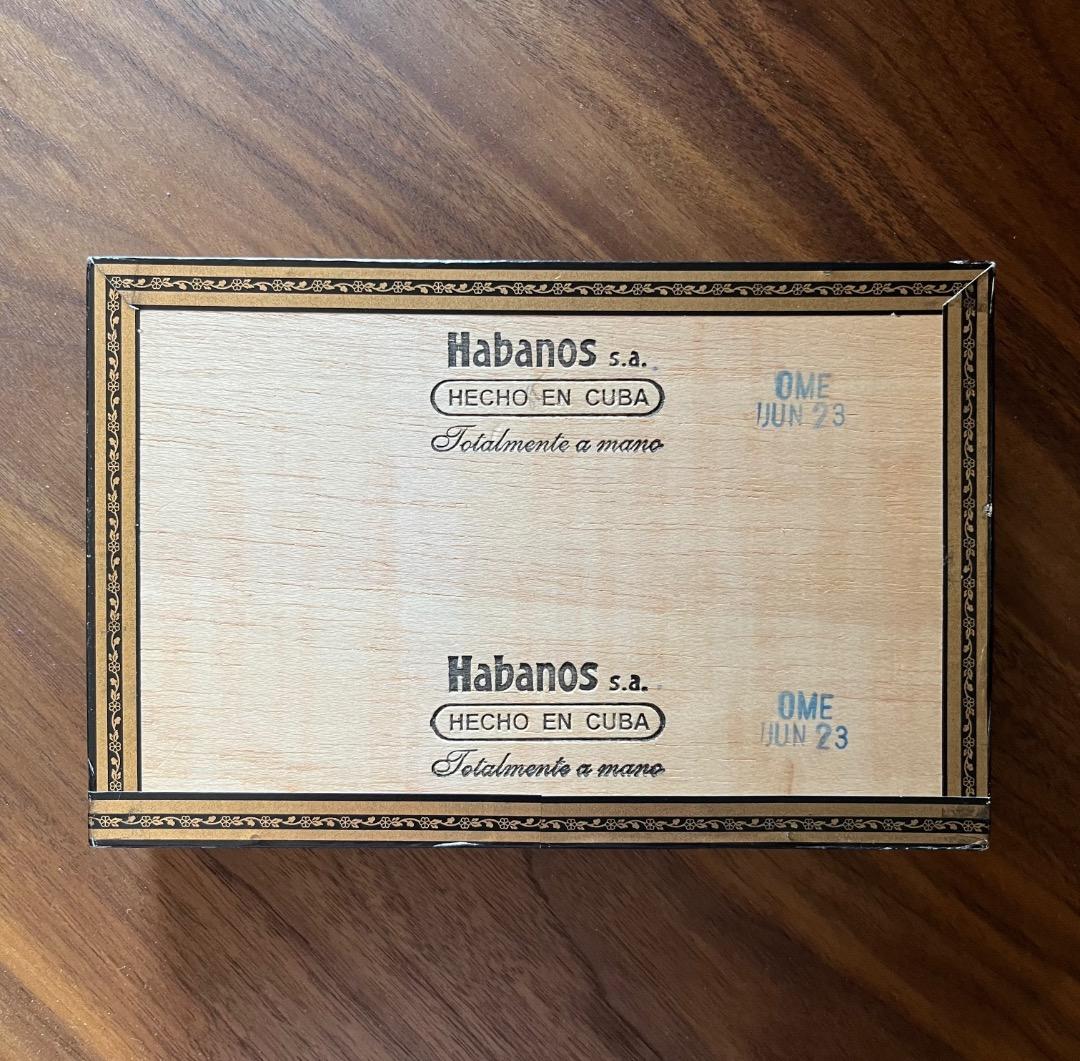 Habanos s.a.
HECHO EN CUBA
Totalmente a mano
OME
JUN 23
Habanos s.a.
HECHO EN CUBA
Totalmente a mano
OME
JUN 23